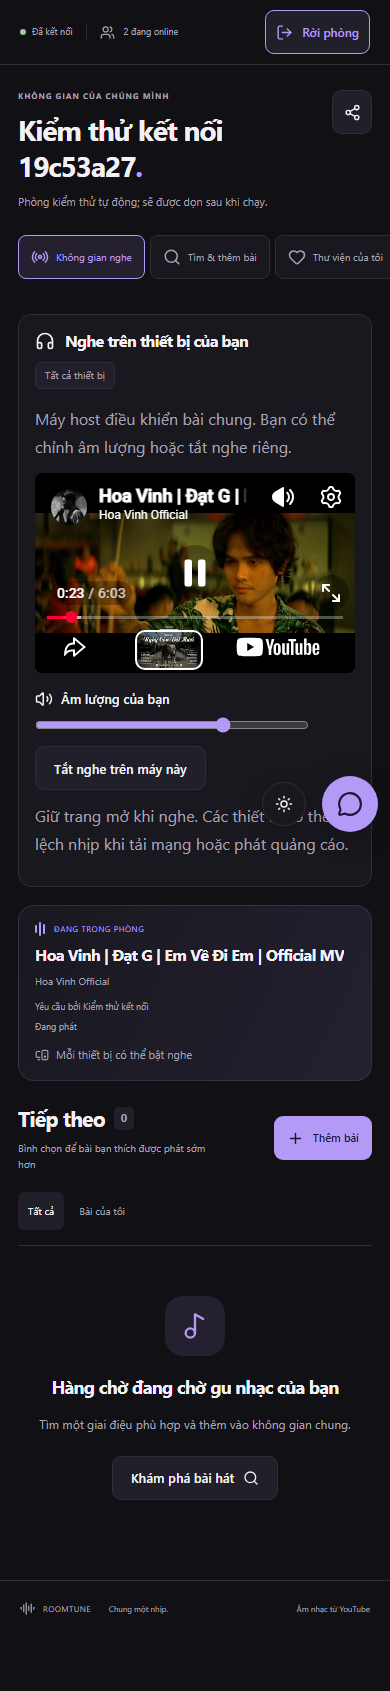 Đã kết nối
2 đang online
Rời phòng
KHÔNG GIAN CỦA CHÚNG MÌNH
Kiểm thử kết nối
19c53a27.
Phòng kiểm thử tự động; sẽ được dọn sau khi chạy.
Không gian nghe
Tìm & thêm bài
Thư viện của tôi
Nghe trên thiết bị của bạn
Tất cả thiết bị
Máy host điều khiển bài chung. Bạn có thể
chỉnh âm lượng hoặc tắt nghe riêng.
Hoa Vinh | Đạt G |
Hoa Vinh Official
0:23 / 6:03
YouTube
Âm lượng của bạn
Tắt nghe trên máy này
Giữ trang mở khi nghe. Các thiết
lệch nhịp khi tải mạng hoặc phát quảng cáo.
ĐANG TRONG PHÒNG
Hoa Vinh | Đạt G | Em Về Đi Em | Official MV
Hoa Vinh Official
Yêu cầu bởi Kiểm thử kết nối
Đang phát
Mỗi thiết bị có thể bật nghe
Tiếp theo 0
Bình chọn để bài bạn thích được phát sớm
hơn
Thêm bài
Tất cả
Bài của tôi
Hàng chờ đang chờ gu nhạc của bạn
Tìm một giai điệu phù hợp và thêm vào không gian chung.
Khám phá bài hát
ROOMTUNE
Chung một nhịp.
Âm nhạc từ YouTube